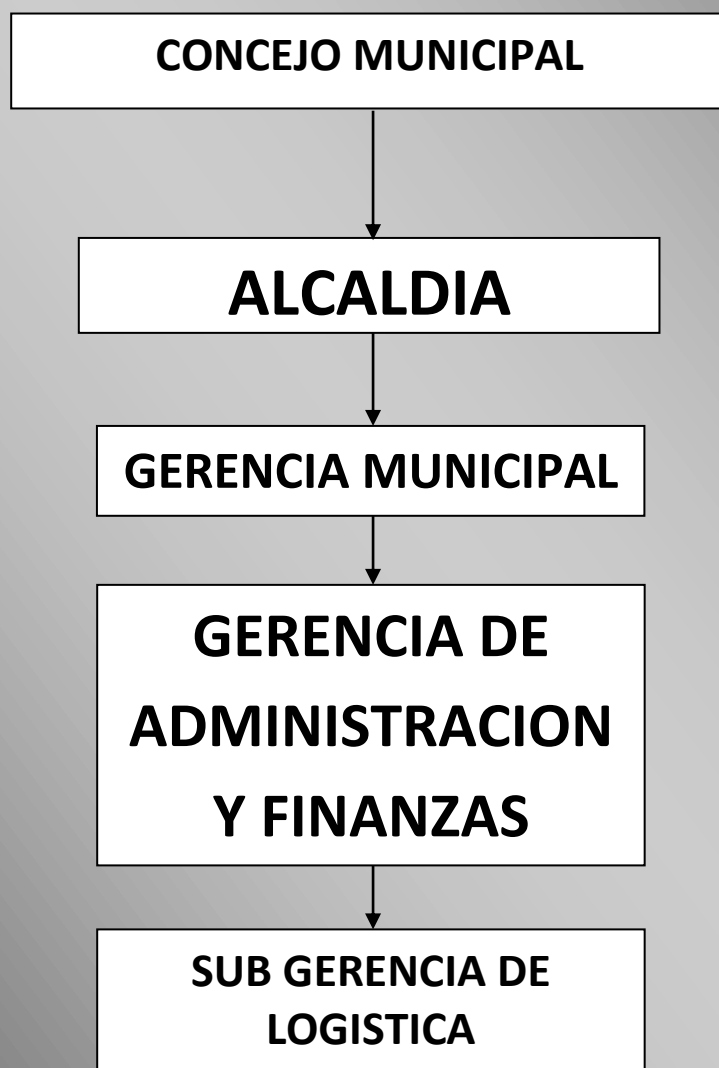 CONCEJO MUNICIPAL
ALCALDIA
GERENCIA MUNICIPAL
GERENCIA DE
ADMINISTRACION
Y FINANZAS
SUB GERENCIA DE
LOGISTICA